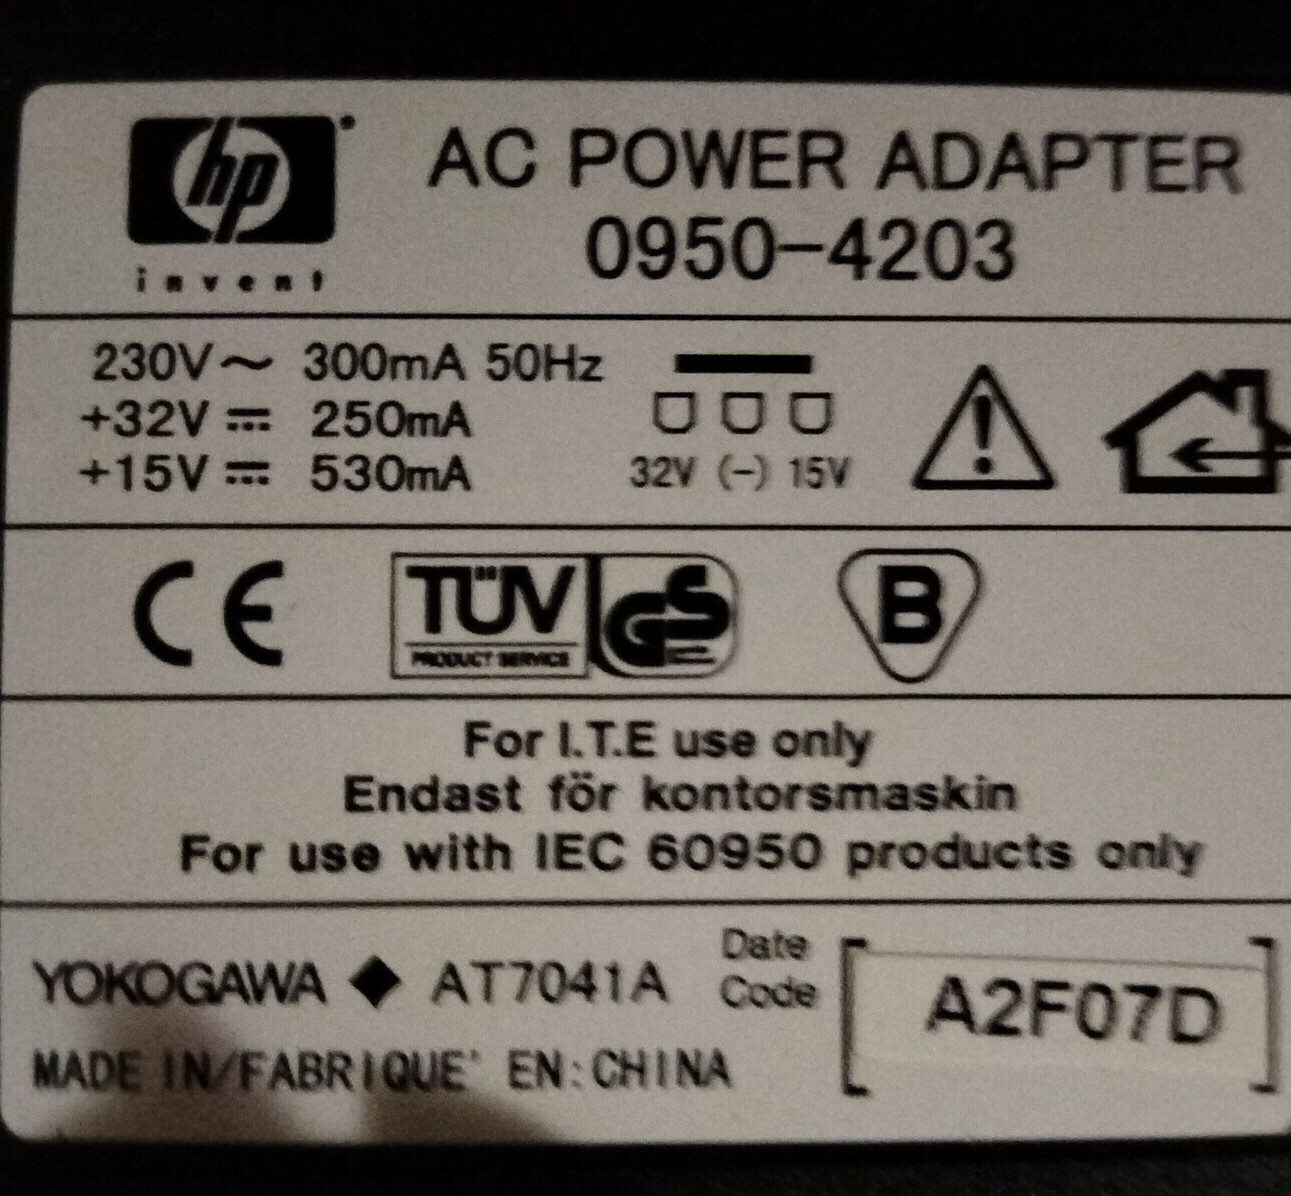 hp
invent
AC POWER ADAPTER
0950-4203
230V~ 300mA 50Hz
+32V⎓ 250mA
+15V⎓ 530mA
32V (-) 15V
CE
TÜV
PRODUCT SERVICE
GS
B
For I.T.E use only
Endast för kontorsmaskin
For use with IEC 60950 products only
YOKOGAWA ◆ AT7041A
Date
Code
[A2F07D]
MADE IN/FABRIQUE' EN:CHINA